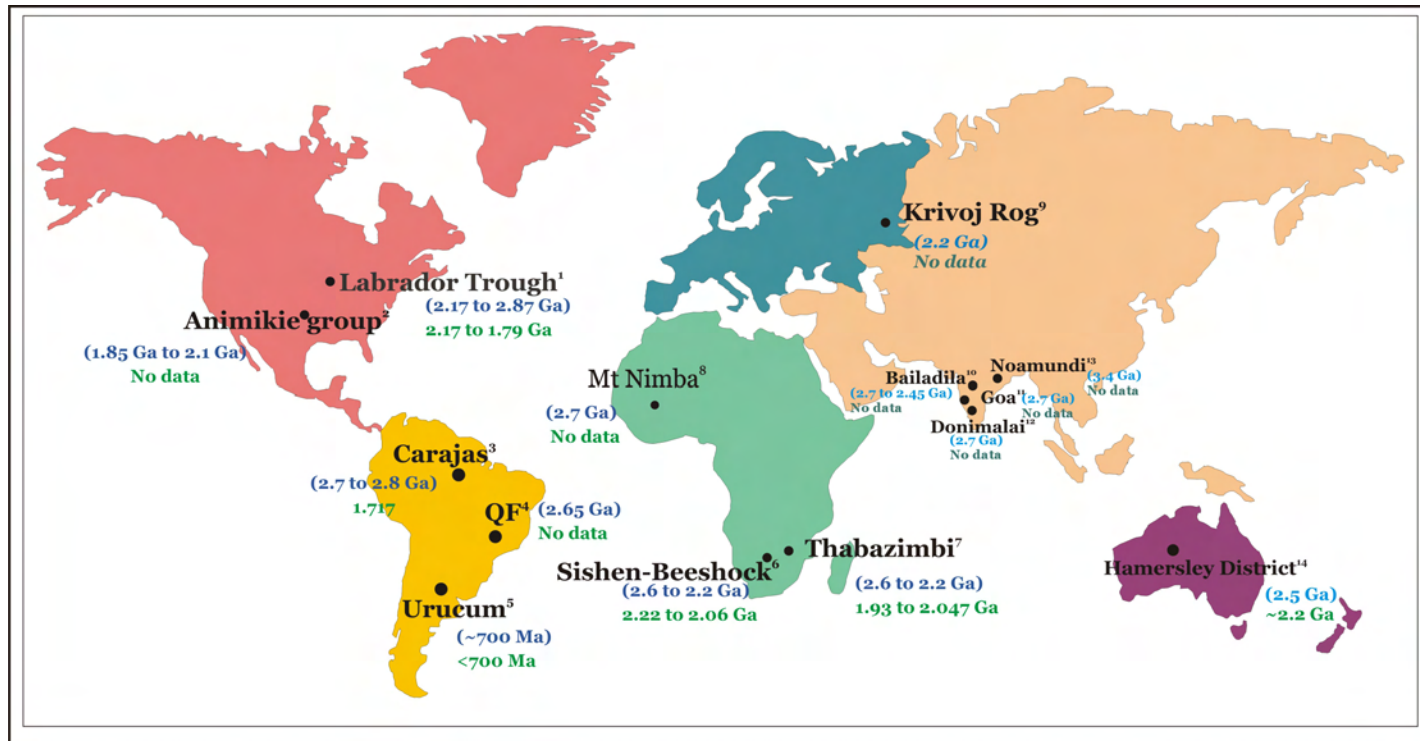 Krivoj Rog⁹
(2.2 Ga)
No data
Labrador Trough¹
(2.17 to 2.87 Ga)
2.17 to 1.79 Ga
Animikie group²
(1.85 Ga to 2.1 Ga)
No data
Mt Nimba⁸
(2.7 Ga)
No data
Noamundi¹³
(3.4 Ga)
No data
Bailadila¹⁰
(2.7 to 2.45 Ga)
No data
Goa¹¹
(2.7 Ga)
No data
Donimalai¹²
(2.7 Ga)
No data
Carajas³
(2.7 to 2.8 Ga)
1.717
QF⁴
(2.65 Ga)
No data
Thabazimbi⁷
(2.6 to 2.2 Ga)
1.93 to 2.047 Ga
Sishen-Beeshock⁶
(2.6 to 2.2 Ga)
2.22 to 2.06 Ga
Hamersley District¹⁴
(2.5 Ga)
~2.2 Ga
Urucum⁵
(~700 Ma)
<700 Ma